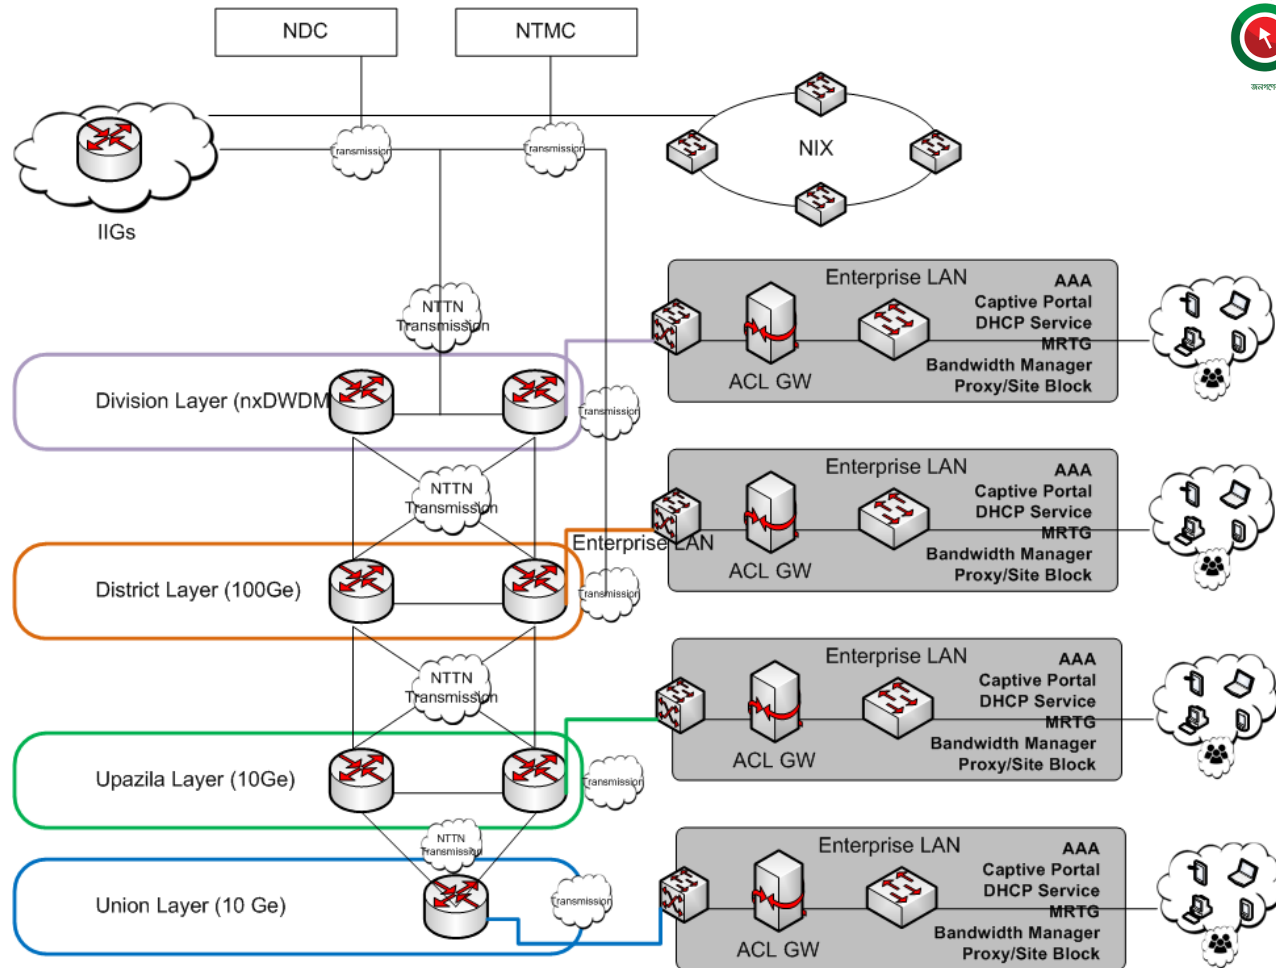 NDC
NTMC
Transmission
Transmission
NIX
IIGs
NTTN
Transmission
Enterprise LAN
AAA
Captive Portal
DHCP Service
MRTG
Bandwidth Manager
Proxy/Site Block
ACL GW
Division Layer (nxDWDM
Transmission
NTTN
Transmission
Enterprise LAN
AAA
Captive Portal
DHCP Service
MRTG
Bandwidth Manager
Proxy/Site Block
ACL GW
Enterprise LAN
District Layer (100Ge)
Transmission
NTTN
Transmission
Enterprise LAN
AAA
Captive Portal
DHCP Service
MRTG
Bandwidth Manager
Proxy/Site Block
ACL GW
Upazila Layer (10Ge)
Transmission
NTTN
Transmission
Enterprise LAN
AAA
Captive Portal
DHCP Service
MRTG
Bandwidth Manager
Proxy/Site Block
ACL GW
Union Layer (10 Ge)
Transmission